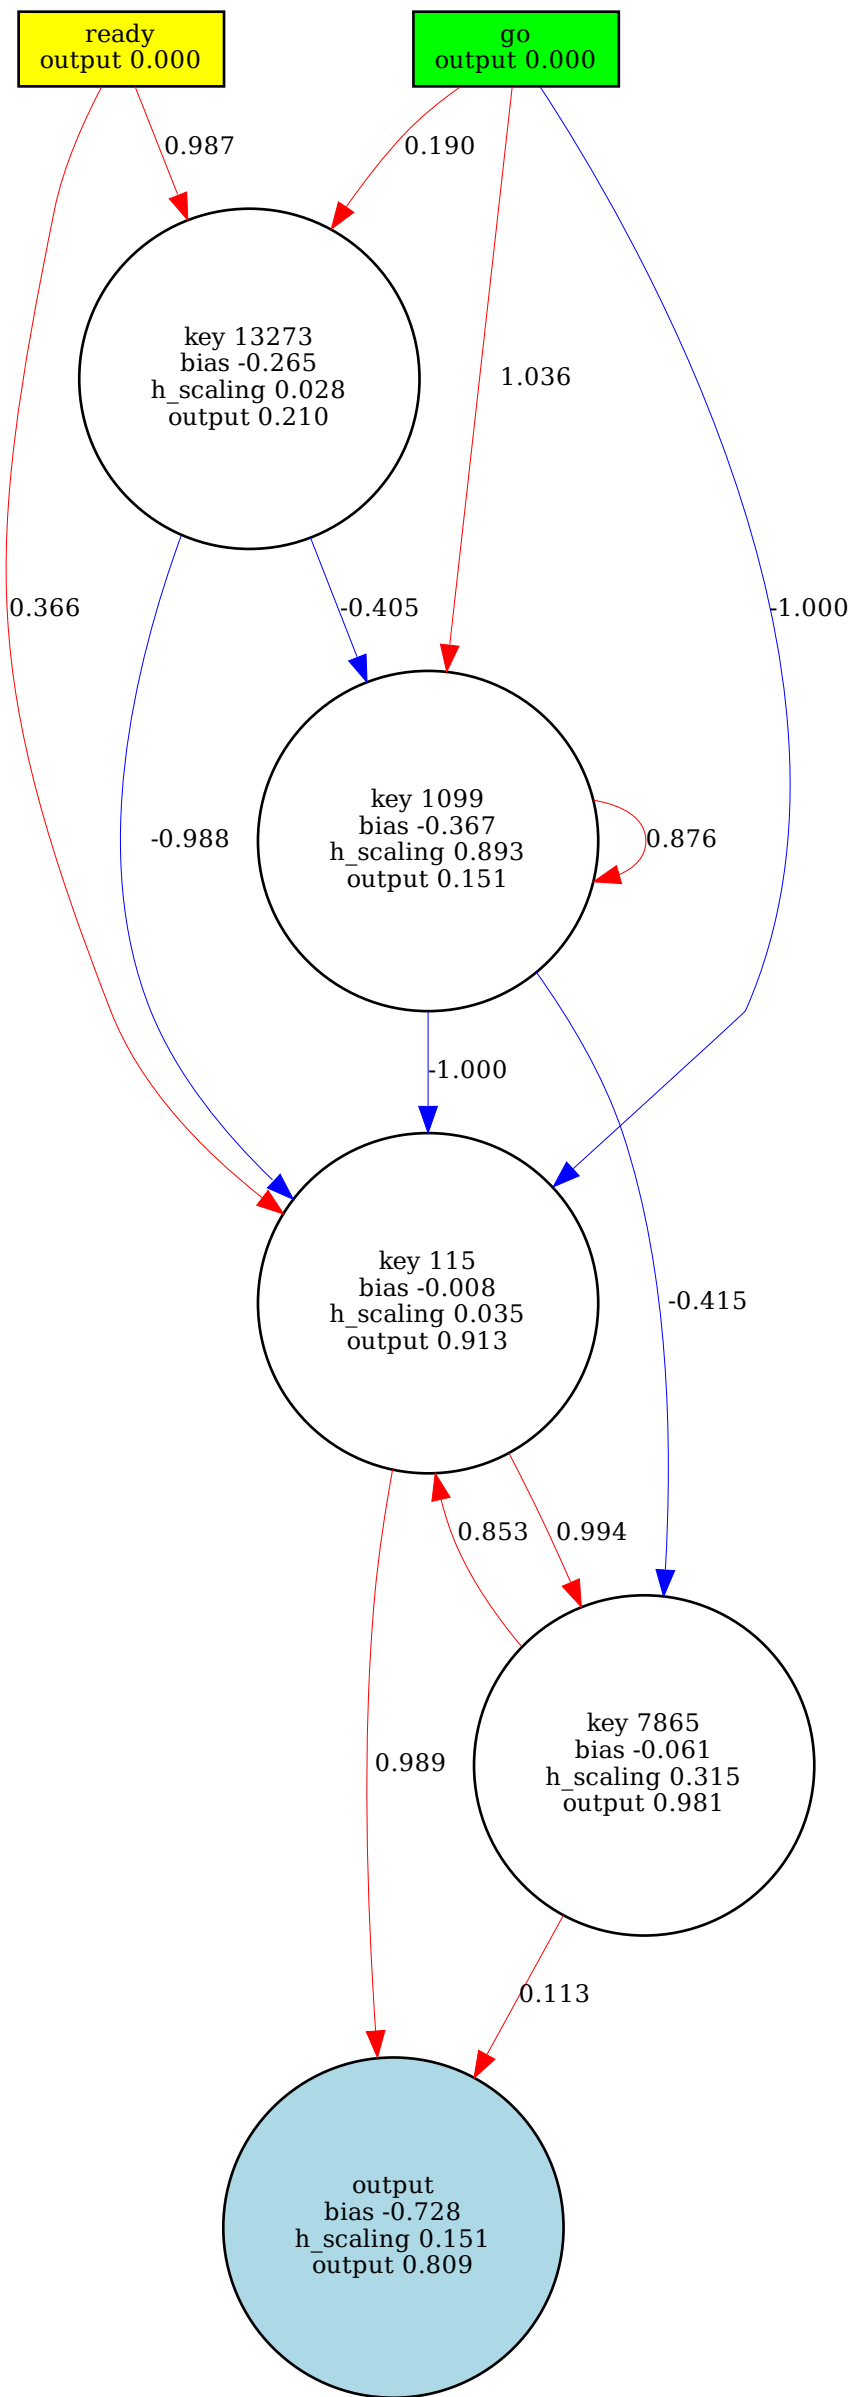 ready
output 0.000
go
output 0.000
0.987
0.190
key 13273
bias -0.265
h_scaling 0.028
output 0.210
1.036
0.366
-0.405
-1.000
key 1099
bias -0.367
h_scaling 0.893
output 0.151
-0.988
0.876
-1.000
key 115
bias -0.008
h_scaling 0.035
output 0.913
-0.415
0.853
0.994
key 7865
bias -0.061
h_scaling 0.315
output 0.981
0.989
0.113
output
bias -0.728
h_scaling 0.151
output 0.809